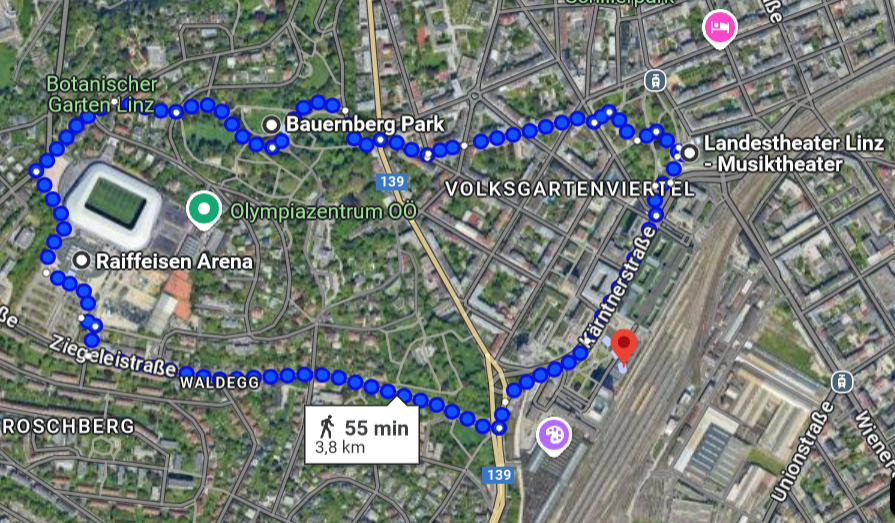 Schillerpark
Botanischer
Garten Linz
Bauernberg Park
Landestheater Linz
- Musiktheater
139
VOLKSGARTENVIERTEL
Olympiazentrum OÖ
Raiffeisen Arena
Kärntnerstraße
Ziegeleistraße
WALDEGG
ROSCHBERG
55 min
3,8 km
139
Unionstraße
Wiener